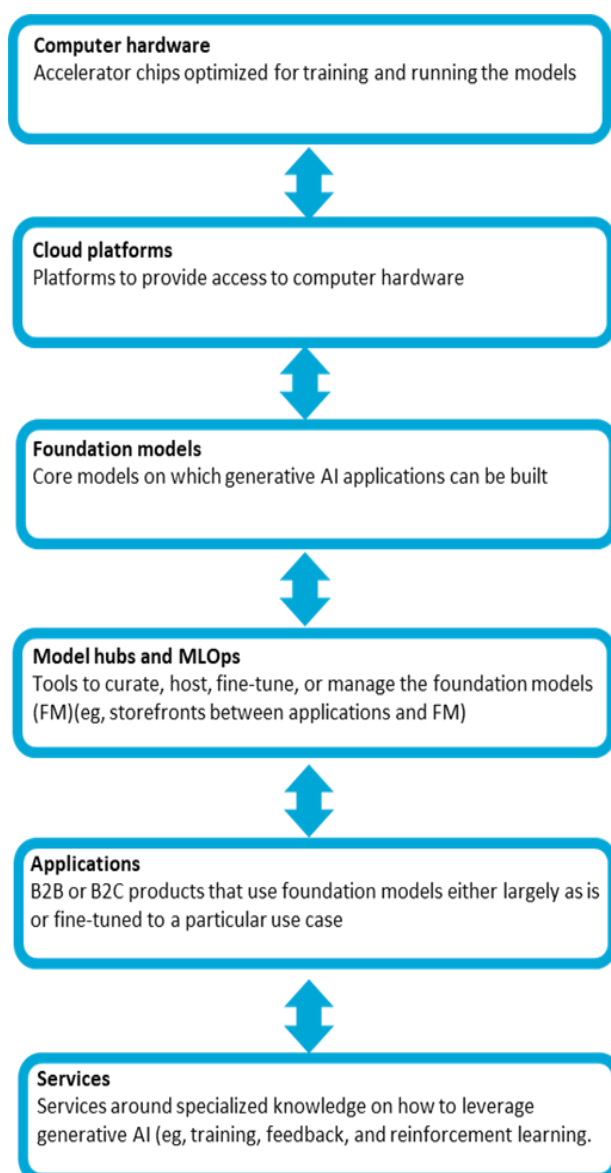 Computer hardware
Accelerator chips optimized for training and running the models
Cloud platforms
Platforms to provide access to computer hardware
Foundation models
Core models on which generative AI applications can be built
Model hubs and MLOps
Tools to curate, host, fine-tune, or manage the foundation models
(FM)(eg, storefronts between applications and FM)
Applications
B2B or B2C products that use foundation models either largely as is
or fine-tuned to a particular use case
Services
Services around specialized knowledge on how to leverage
generative AI (eg, training, feedback, and reinforcement learning.